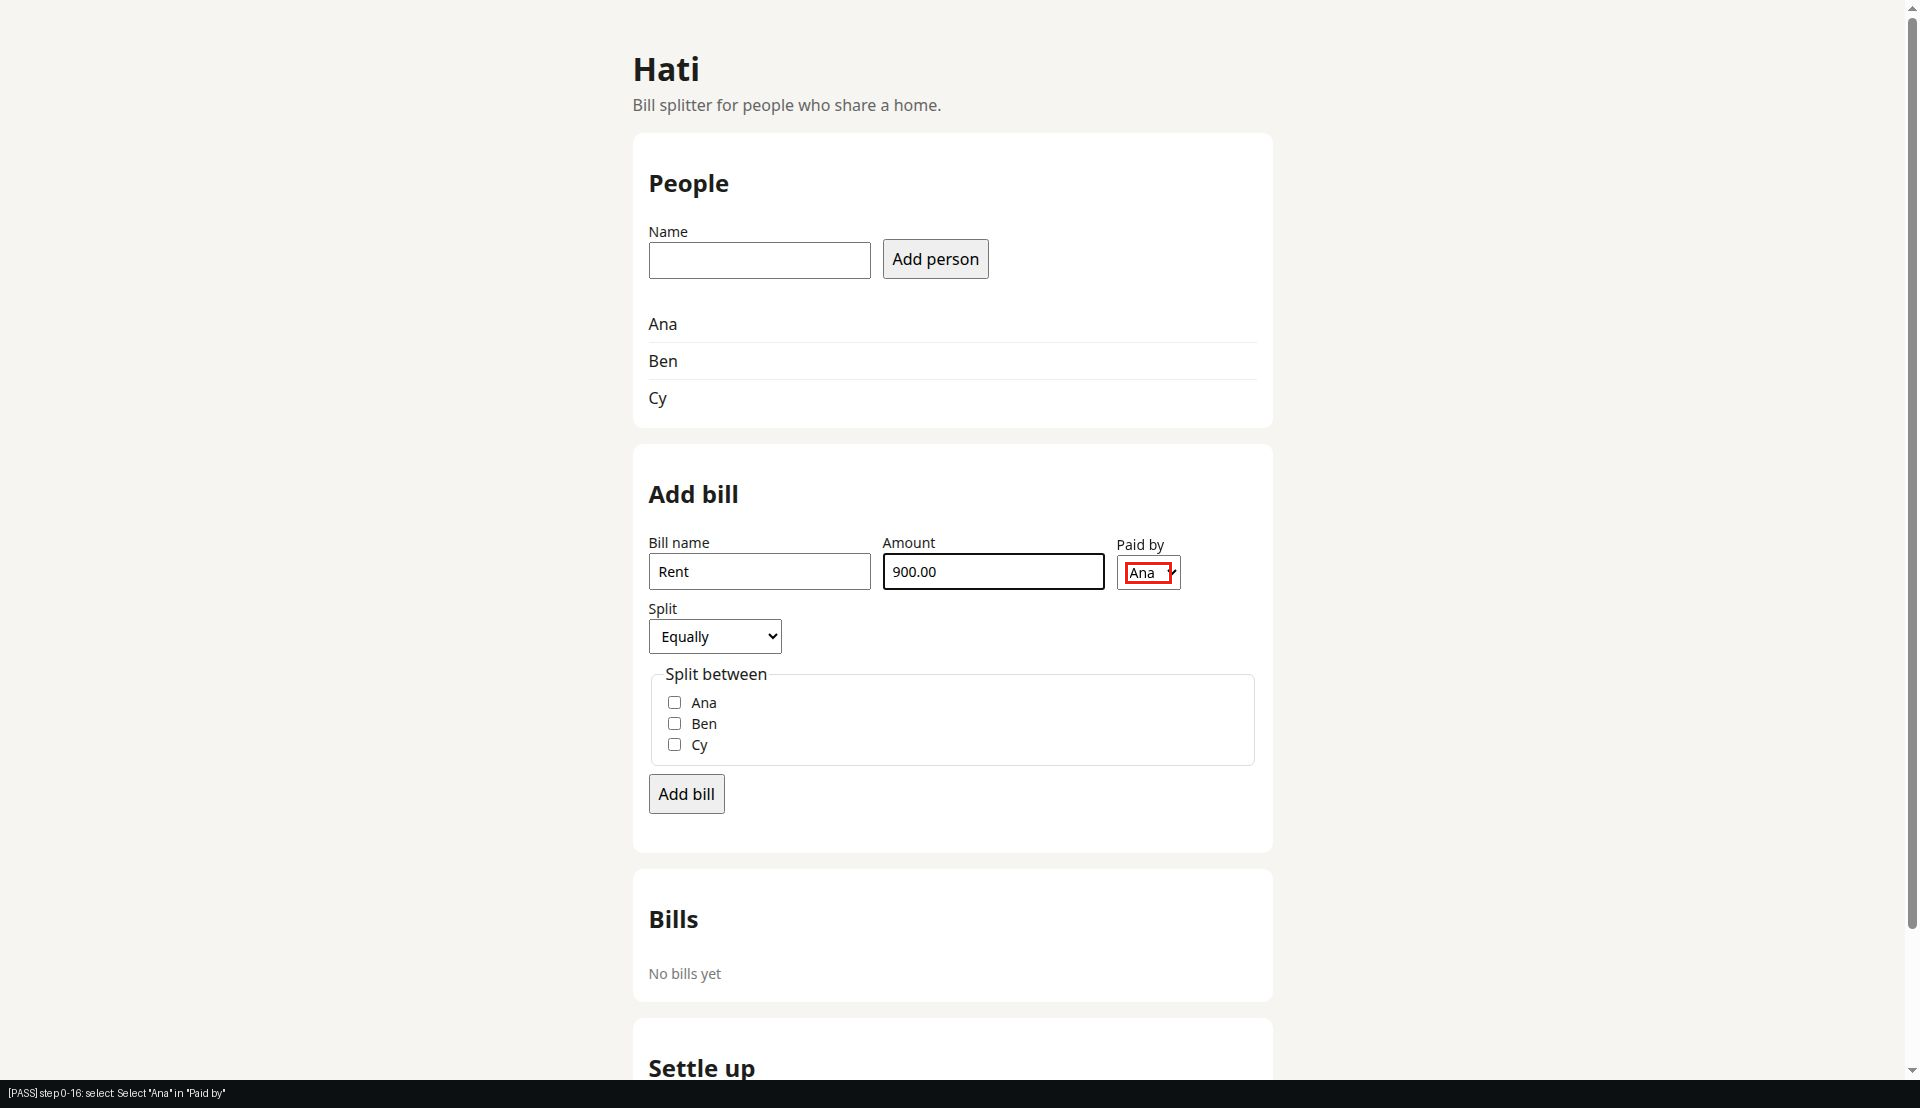 Hati
Bill splitter for people who share a home.
People
Name
Add person
Ana
Ben
Cy
Add bill
Bill name Amount Paid by
Rent 900.00 Ana
Split
Equally
Split between
Ana
Ben
Cy
Add bill
Bills
No bills yet
Settle up
[PASS] step 0-16: select: Select "Ana" in "Paid by"